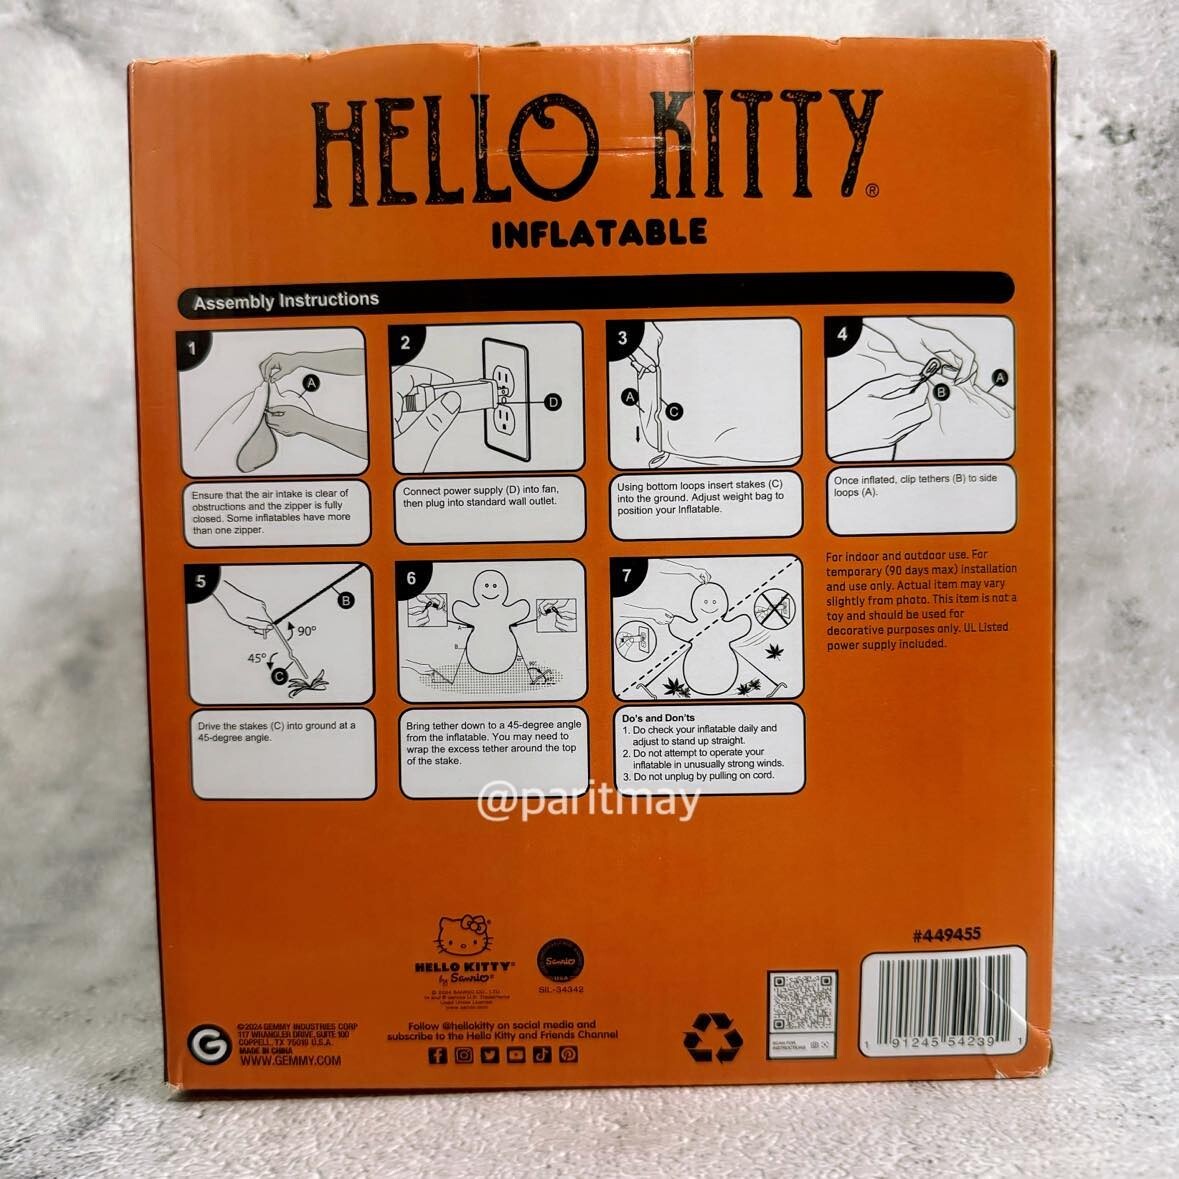 HELLO KITTY®
INFLATABLE
Assembly Instructions
1
A
Ensure that the air intake is clear of
obstructions and the zipper is fully
closed. Some inflatables have more
than one zipper.
2
D
Connect power supply (D) into fan,
then plug into standard wall outlet.
3
A
C
Using bottom loops insert stakes (C)
into the ground. Adjust weight bag to
position your Inflatable.
4
B
A
Once inflated, clip tethers (B) to side
loops (A).
5
B
90°
45°
C
Drive the stakes (C) into ground at a
45-degree angle.
6
A
B
Bring tether down to a 45-degree angle
from the inflatable. You may need to
wrap the excess tether around the top
of the stake.
7
Do's and Don'ts
1. Do check your inflatable daily and
adjust to stand up straight.
2. Do not attempt to operate your
inflatable in unusually strong winds.
3. Do not unplug by pulling on cord.
For indoor and outdoor use. For
temporary (90 days max) installation
and use only. Actual item may vary
slightly from photo. This item is not a
toy and should be used for
decorative purposes only. UL Listed
power supply included.
@paritmay
HELLO KITTY®
by Sanrio®
Sanrio
SIL-34342
G
©2024 GEMMY INDUSTRIES CORP
117 WRANGLER DRIVE, SUITE 100
COPPELL, TX 75019 U.S.A.
MADE IN CHINA
WWW.GEMMY.COM
Follow @hellokitty on social media and
subscribe to the Hello Kitty and Friends Channel
#449455
1 91245 54239 1